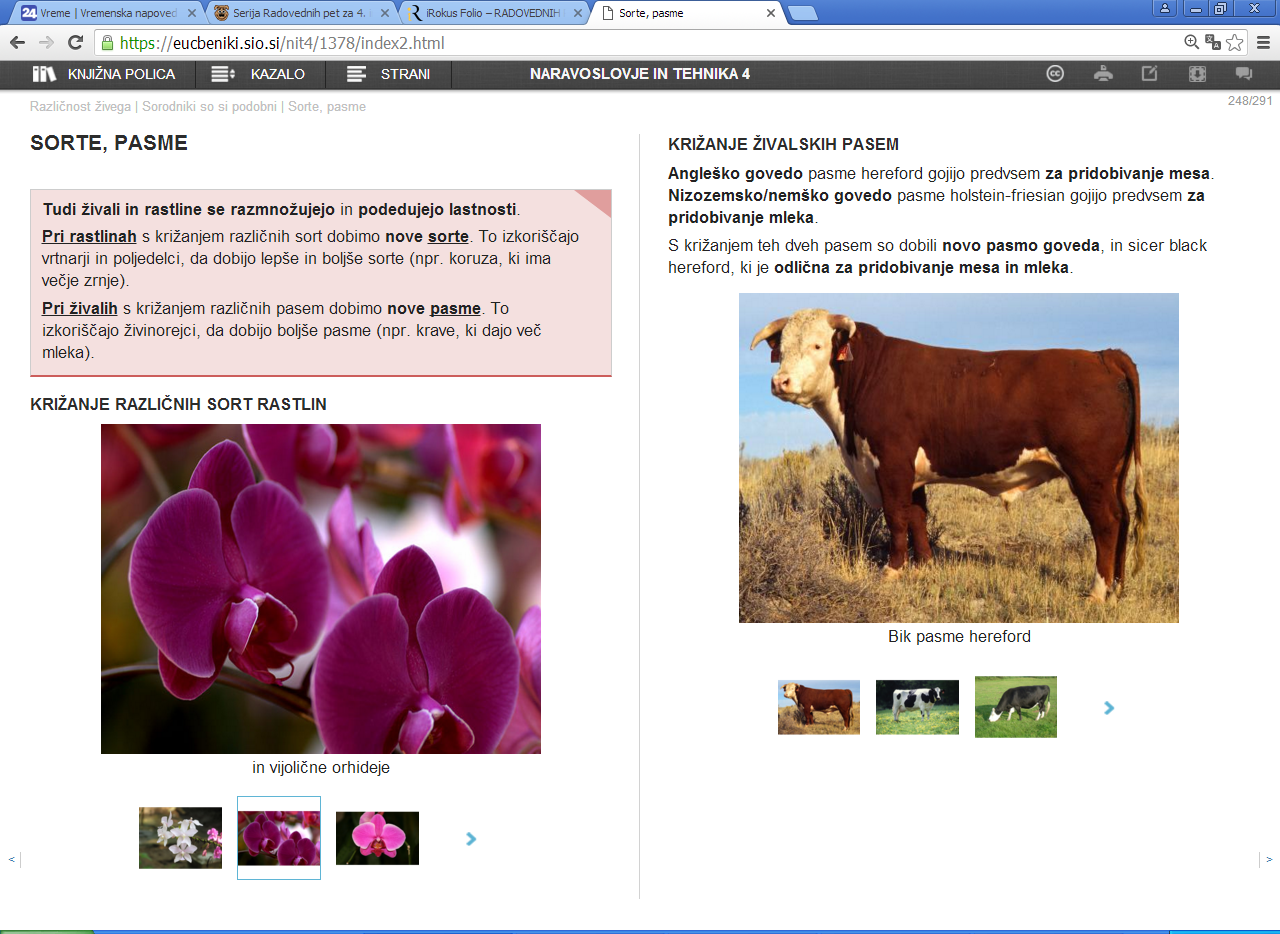 Vreme | Vremenska napoved
Serija Radovednih pet za 4.
iRokus Folio – RADOVEDNIH
Sorte, pasme
https://eucbeniki.sio.si/nit4/1378/index2.html
KNJIŽNA POLICA
KAZALO
STRANI
NARAVOSLOVJE IN TEHNIKA 4
Različnost živega | Sorodniki so si podobni | Sorte, pasme
248/291
SORTE, PASME
Tudi živali in rastline se razmnožujejo in podedujejo lastnosti.
Pri rastlinah s križanjem različnih sort dobimo nove sorte. To izkoriščajo
vrtnarji in poljedelci, da dobijo lepše in boljše sorte (npr. koruza, ki ima
večje zrnje).
Pri živalih s križanjem različnih pasem dobimo nove pasme. To
izkoriščajo živinorejci, da dobijo boljše pasme (npr. krave, ki dajo več
mleka).
KRIŽANJE RAZLIČNIH SORT RASTLIN
in vijolične orhideje
KRIŽANJE ŽIVALSKIH PASEM
Angleško govedo pasme hereford gojijo predvsem za pridobivanje mesa.
Nizozemsko/nemško govedo pasme holstein-friesian gojijo predvsem za
pridobivanje mleka.
S križanjem teh dveh pasem so dobili novo pasmo goveda, in sicer black
hereford, ki je odlična za pridobivanje mesa in mleka.
Bik pasme hereford